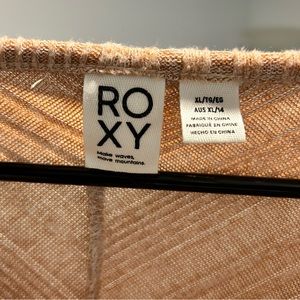 RO
XY
Make waves,
move mountains.
XL/TG/EG
AUS XL/14
MADE IN CHINA
FABRIQUÉ EN CHINE
HECHO EN CHINA